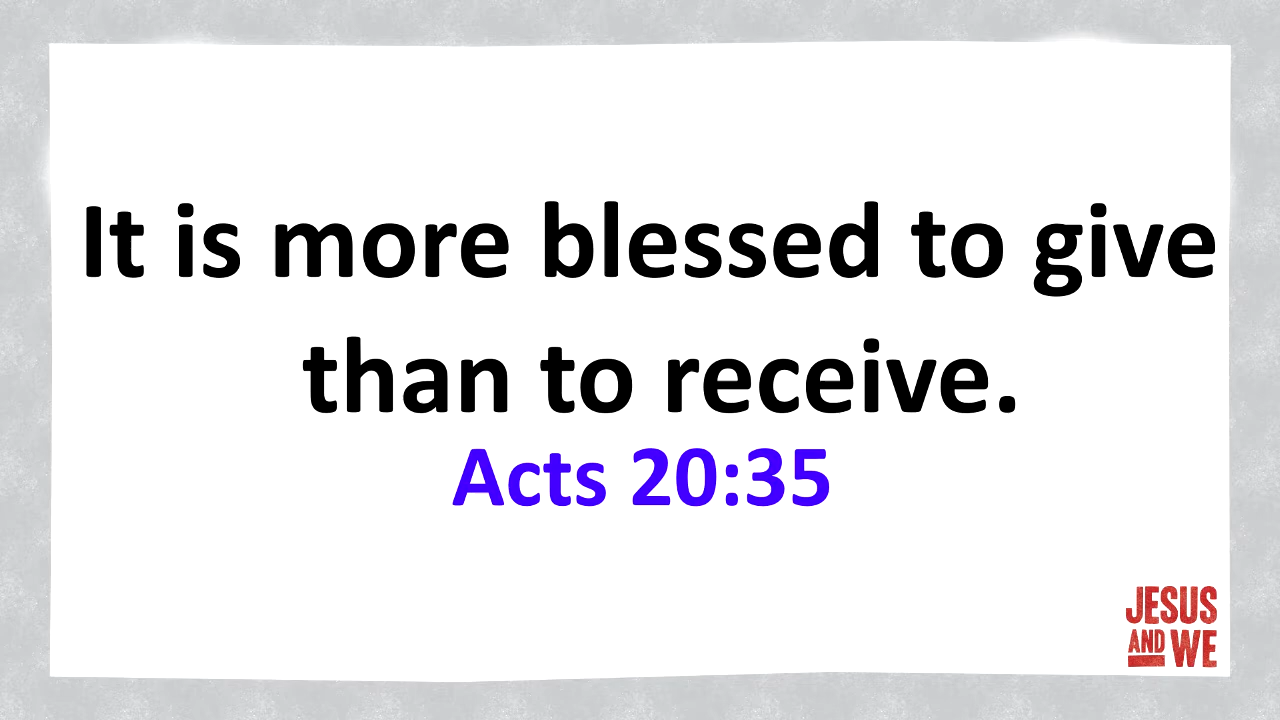 It is more blessed to give
than to receive.
Acts 20:35
JESUS
AND WE